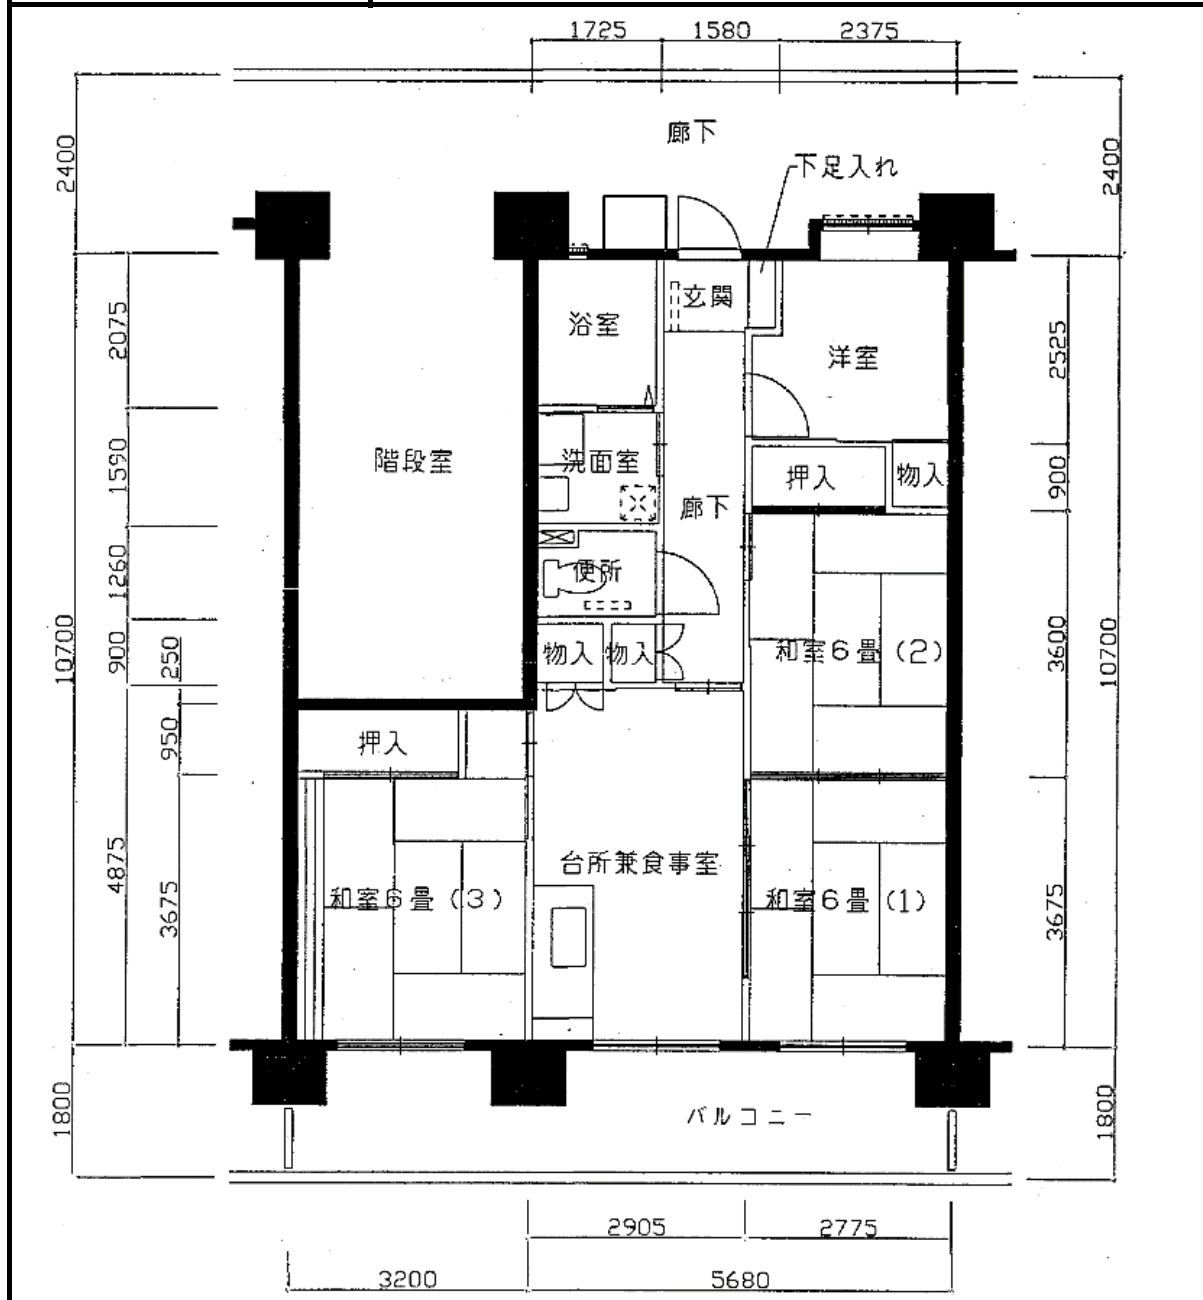 1725
1580
2375
廊下
下足入れ
2400
2400
玄関
浴室
洋室
2075
2525
階段室
洗面室
押入
物入
1590
900
廊下
便所
1260
物入
物入
和室6畳(2)
900
250
10700
3600
10700
押入
950
台所兼食事室
4875
3675
和室6畳(3)
和室6畳(1)
3675
1800
バルコニー
1800
2905
2775
3200
5680